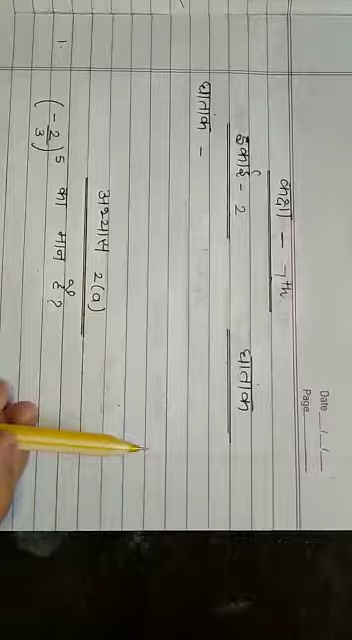 Date / /
Page
कक्षा - 7th
इकाई - 2 घातांक
घातांक -
अभ्यास 2(a)
1. (-2/3)^5 का मान है?